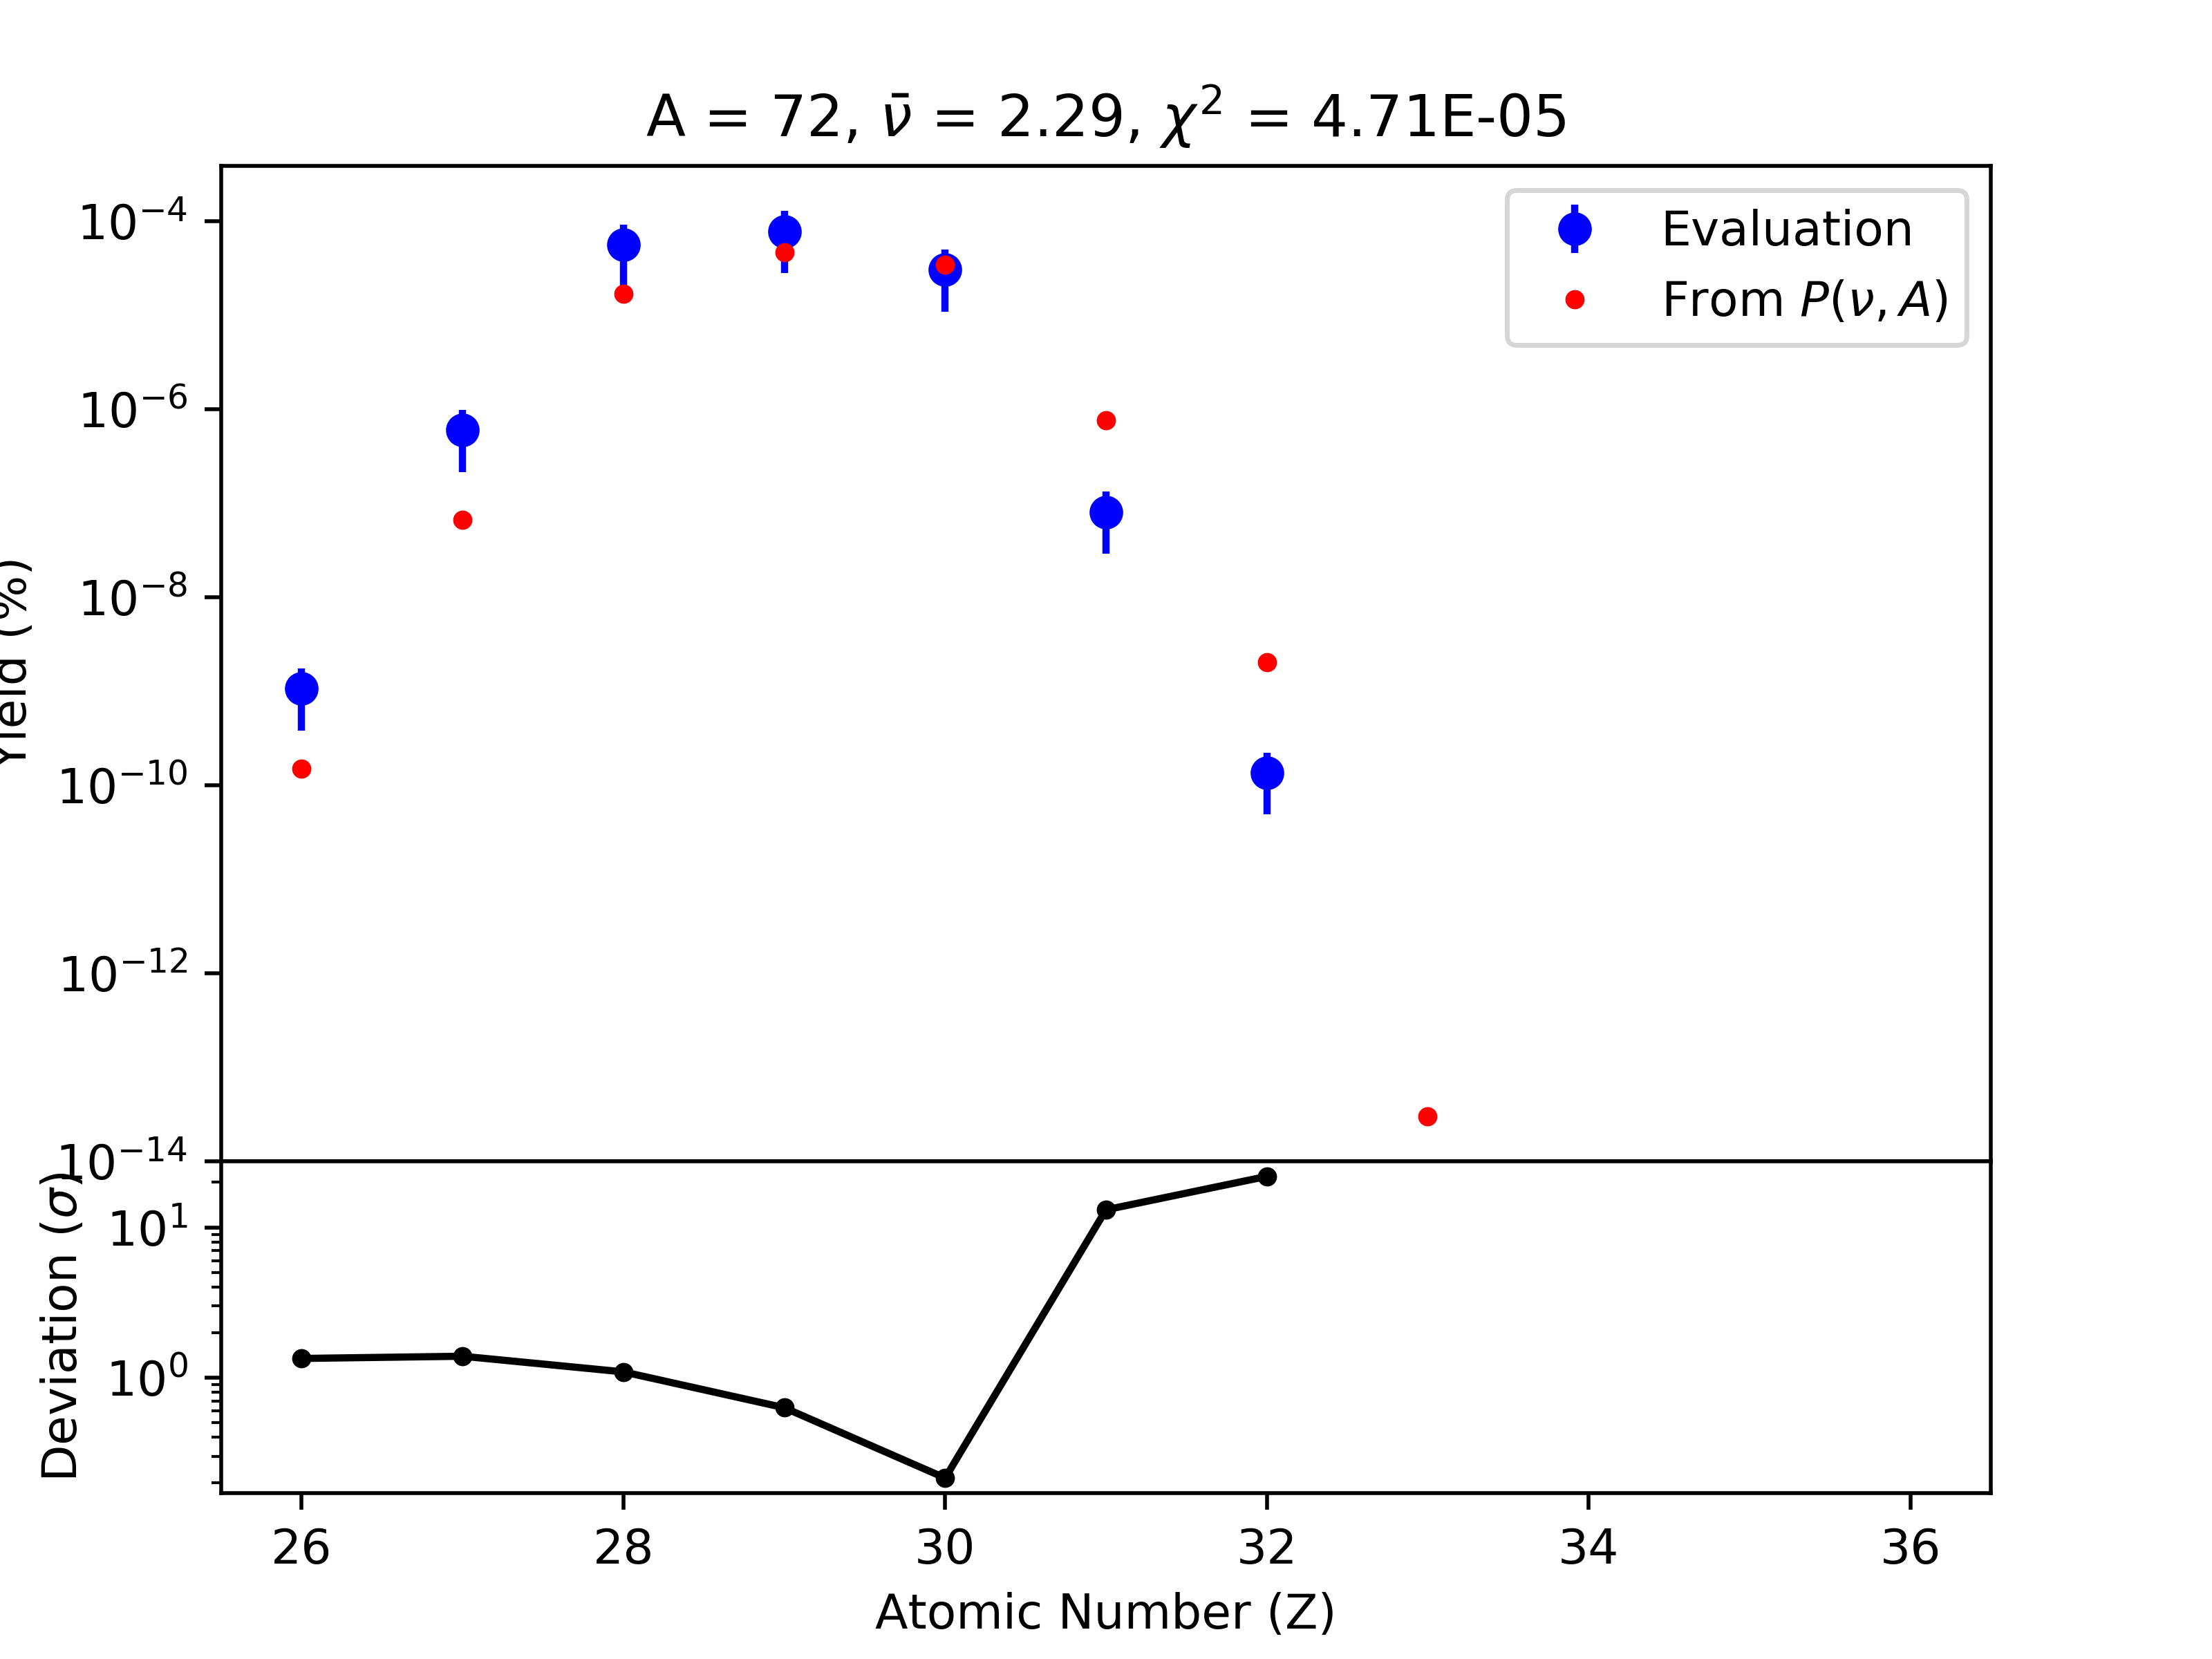 A = 72, ν̄ = 2.29, χ² = 4.71E-05
Evaluation
From P(ν, A)
Yield (%)
10⁻⁴
10⁻⁶
10⁻⁸
10⁻¹⁰
10⁻¹²
10⁻¹⁴
Deviation (σ)
10¹
10⁰
26 28 30 32 34 36
Atomic Number (Z)